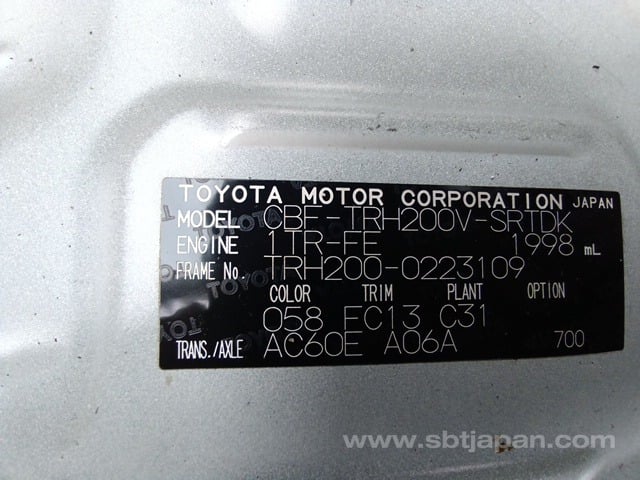 TOYOTA MOTOR CORPORATION JAPAN
MODEL CBF-TRH200V-SRTDK
ENGINE 1TR-FE 1998 mL
FRAME No. TRH200-0223109
COLOR TRIM PLANT OPTION
058 FC13 C31
TRANS./AXLE AC60E A06A 700
www.sbtjapan.com